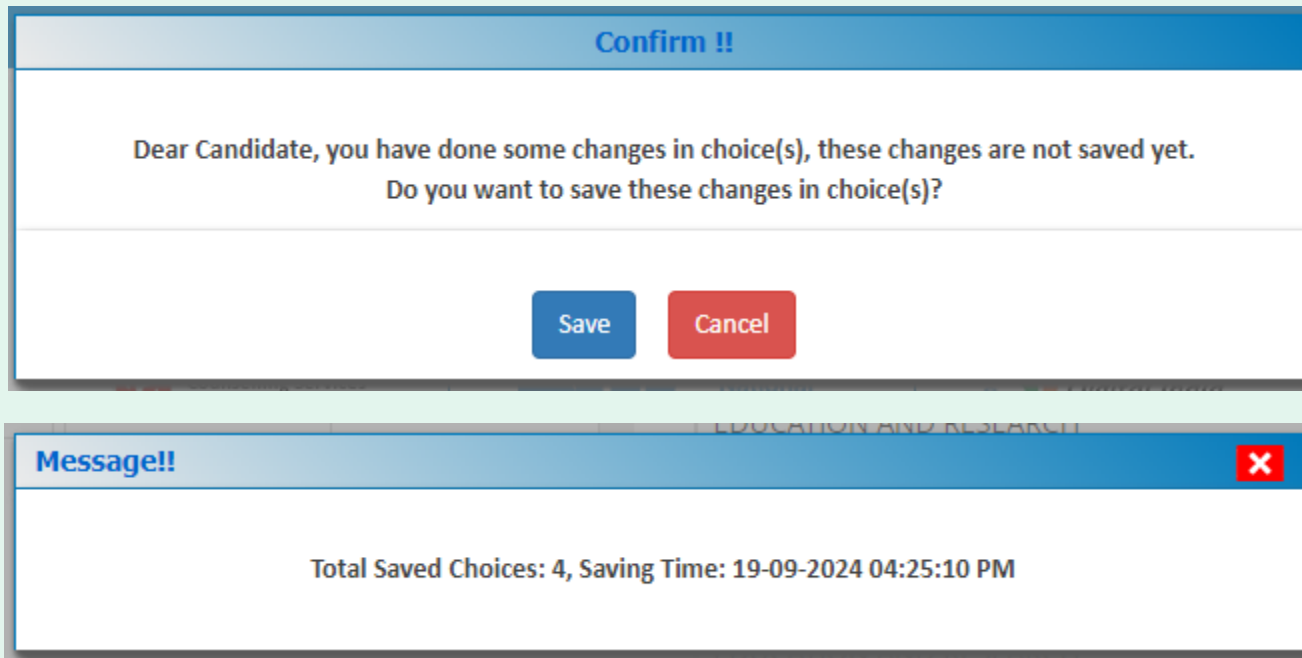 Confirm !!
Dear Candidate, you have done some changes in choice(s), these changes are not saved yet.
Do you want to save these changes in choice(s)?
Save Cancel
Digital India
EDUCATION AND RESEARCH
Message!!
Total Saved Choices: 4, Saving Time: 19-09-2024 04:25:10 PM